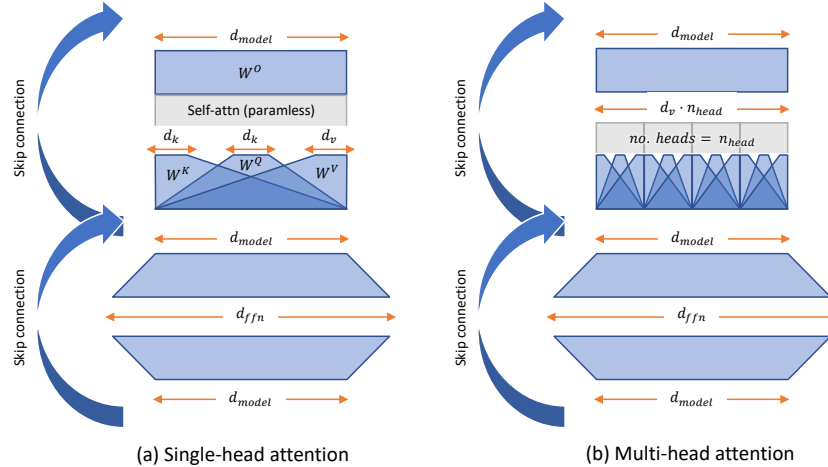 d_model
W^O
Self-attn (paramless)
d_k
d_k
d_v
W^K
W^Q
W^V
Skip connection
d_model
d_ffn
Skip connection
d_model
(a) Single-head attention
d_model
d_v · n_head
no. heads = n_head
Skip connection
d_model
d_ffn
Skip connection
d_model
(b) Multi-head attention